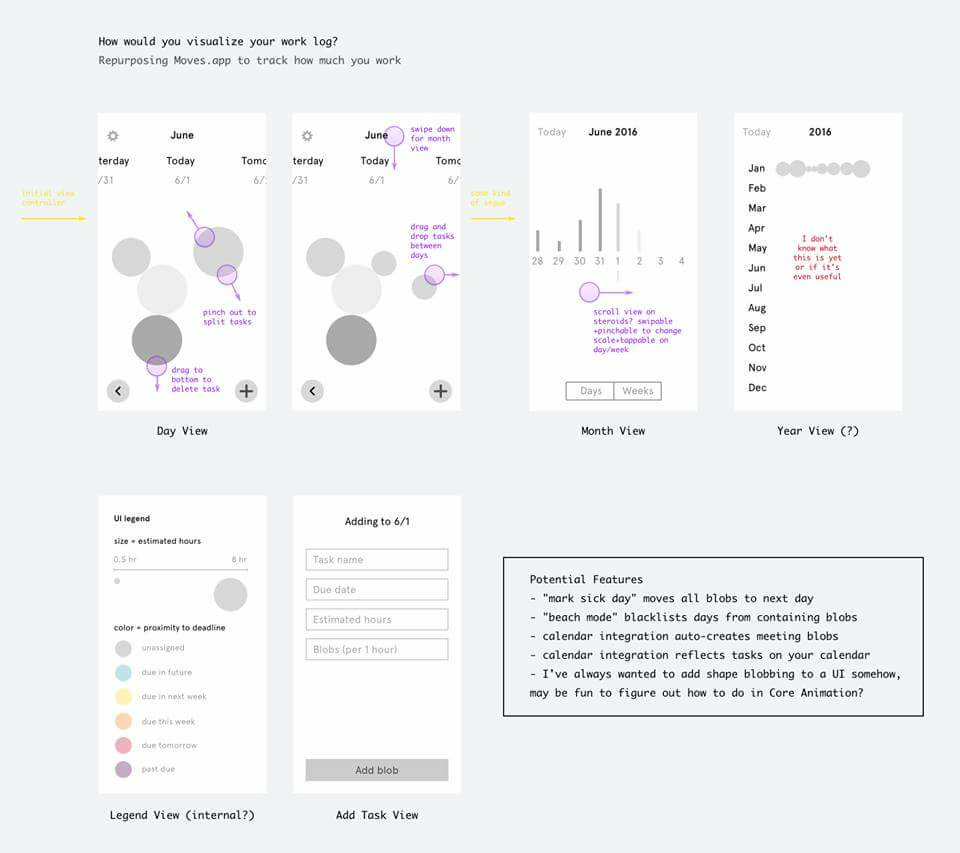 How would you visualize your work log?
Repurposing Moves.app to track how much you work
initial view
controller
June
terday Today Tomo
/31 6/1 6/2
pinch out to
split tasks
drag to
bottom to
delete task
Day View
June
swipe down
for month
view
terday Today Tomo
/31 6/1 6/
drag and
drop tasks
between
days
some kind
of segue
Today June 2016
28 29 30 31 1 2 3 4
scroll view on
steroids? swipable
+pinchable to change
scale+tappable on
day/week
Days Weeks
Month View
Today 2016
Jan
Feb
Mar
Apr
May
Jun
Jul
Aug
Sep
Oct
Nov
Dec
I don't
know what
this is yet
or if it's
even useful
Year View (?)
UI legend
size = estimated hours
0.5 hr 8 hr
color = proximity to deadline
unassigned
due in future
due in next week
due this week
due tomorrow
past due
Legend View (internal?)
Adding to 6/1
Task name
Due date
Estimated hours
Blobs (per 1 hour)
Add blob
Add Task View
Potential Features
- "mark sick day" moves all blobs to next day
- "beach mode" blacklists days from containing blobs
- calendar integration auto-creates meeting blobs
- calendar integration reflects tasks on your calendar
- I've always wanted to add shape blobbing to a UI somehow,
may be fun to figure out how to do in Core Animation?